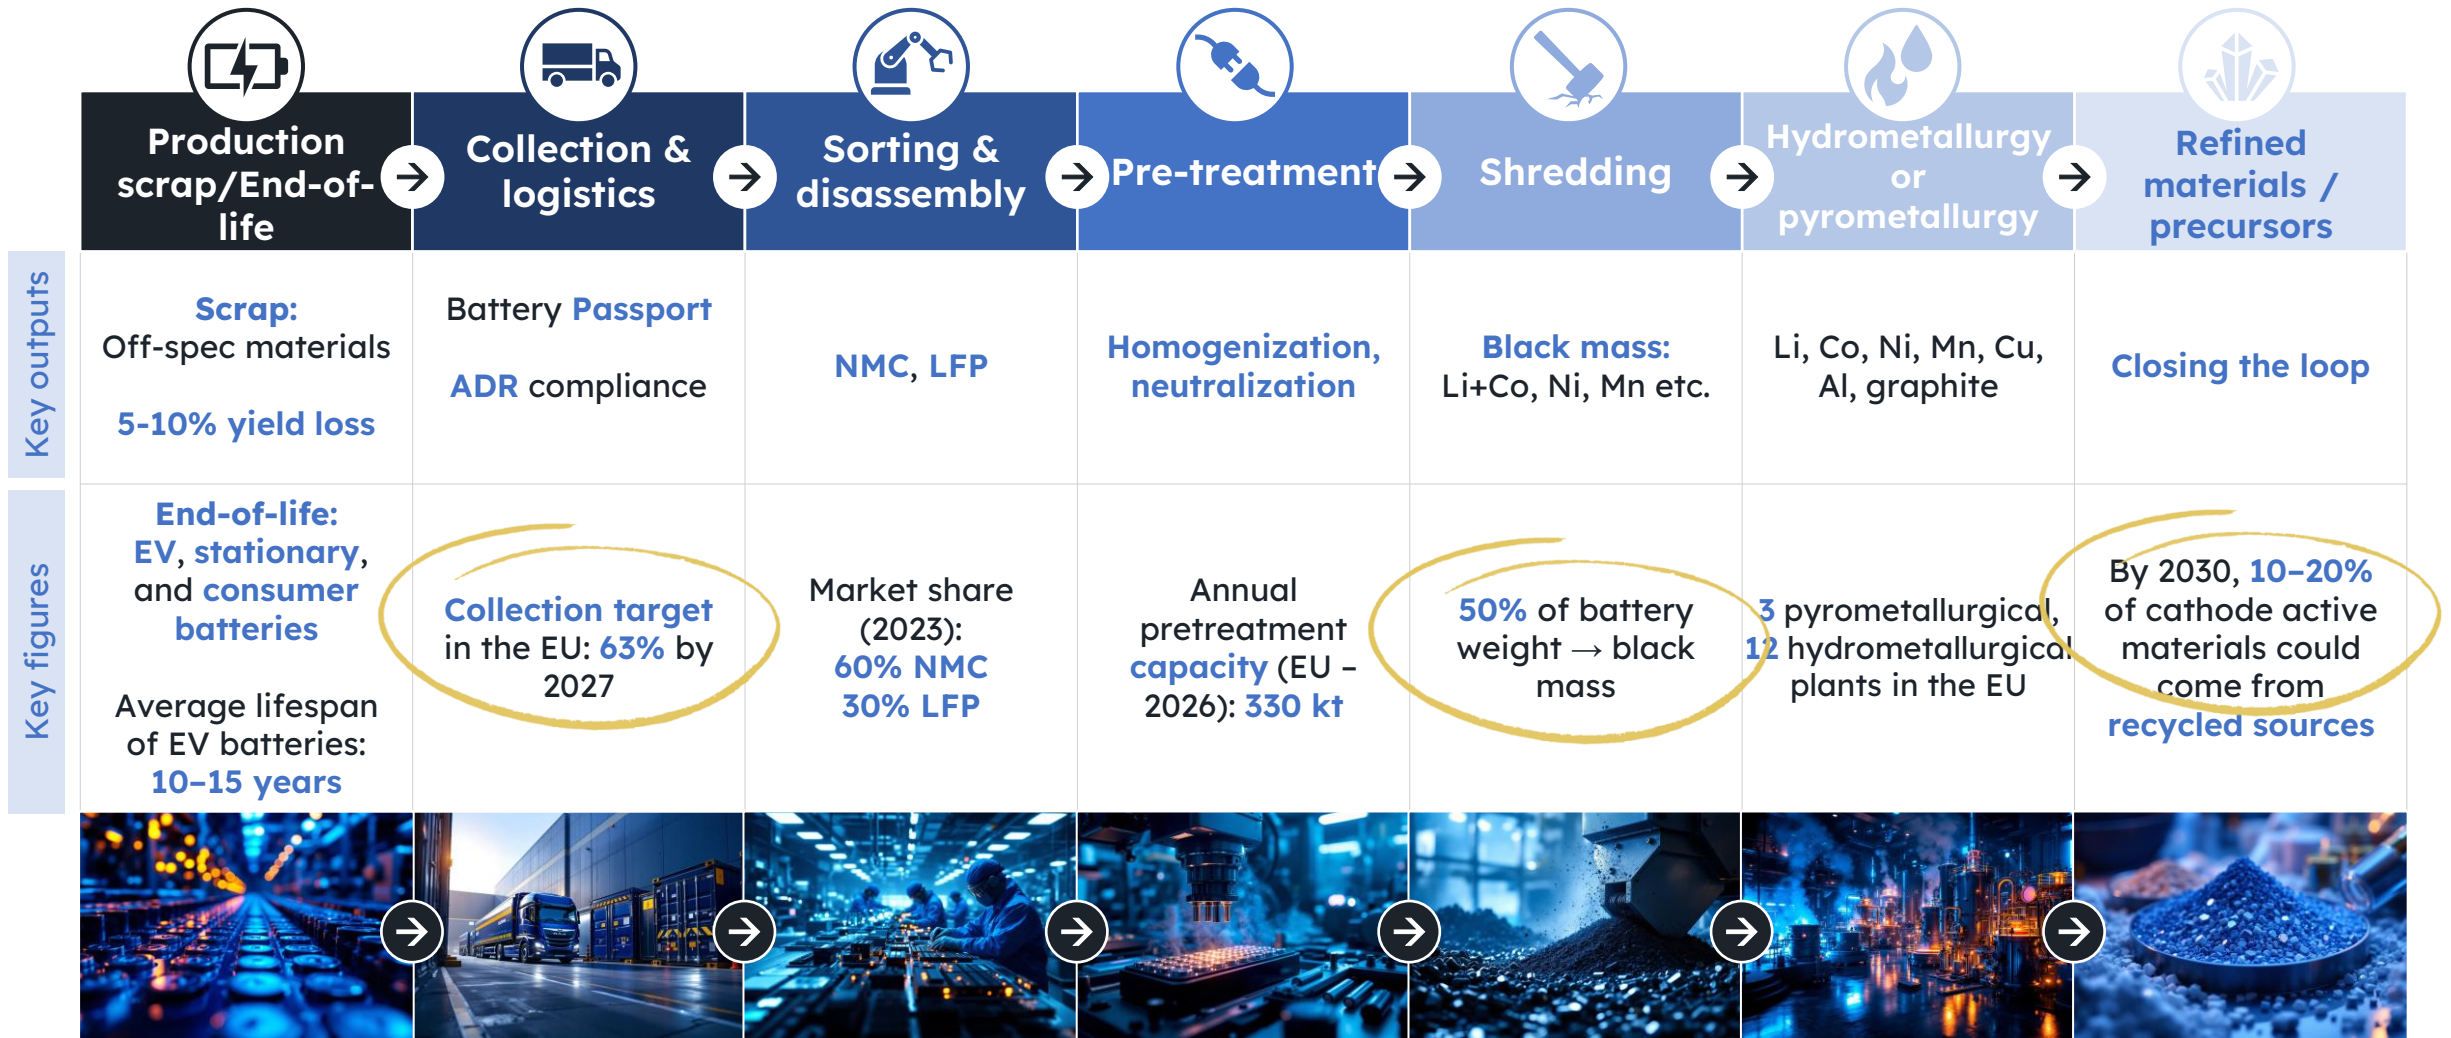 Production
scrap/End-of-
life
Collection &
logistics
Sorting &
disassembly
Pre-treatment
Shredding
Hydrometallurgy
or
pyrometallurgy
Refined
materials /
precursors
Key outputs
Scrap:
Off-spec materials
5-10% yield loss
Battery Passport
ADR compliance
NMC, LFP
Homogenization,
neutralization
Black mass:
Li+Co, Ni, Mn etc.
Li, Co, Ni, Mn, Cu,
Al, graphite
Closing the loop
Key figures
End-of-life:
EV, stationary,
and consumer
batteries
Average lifespan
of EV batteries:
10–15 years
Collection target
in the EU: 63% by
2027
Market share
(2023):
60% NMC
30% LFP
Annual
pretreatment
capacity (EU –
2026): 330 kt
50% of battery
weight → black
mass
3 pyrometallurgical,
12 hydrometallurgical
plants in the EU
By 2030, 10–20%
of cathode active
materials could
come from
recycled sources